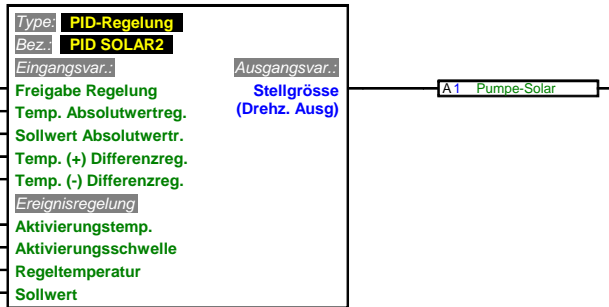 Type: PID-Regelung
Bez.: PID SOLAR2
Eingangsvar.: Ausgangsvar.:
Freigabe Regelung Stellgrösse
Temp. Absolutwertreg. (Drehz. Ausg)
Sollwert Absolutwertr.
Temp. (+) Differenzreg.
Temp. (-) Differenzreg.
Ereignisregelung
Aktivierungstemp.
Aktivierungsschwelle
Regeltemperatur
Sollwert
A1 Pumpe-Solar